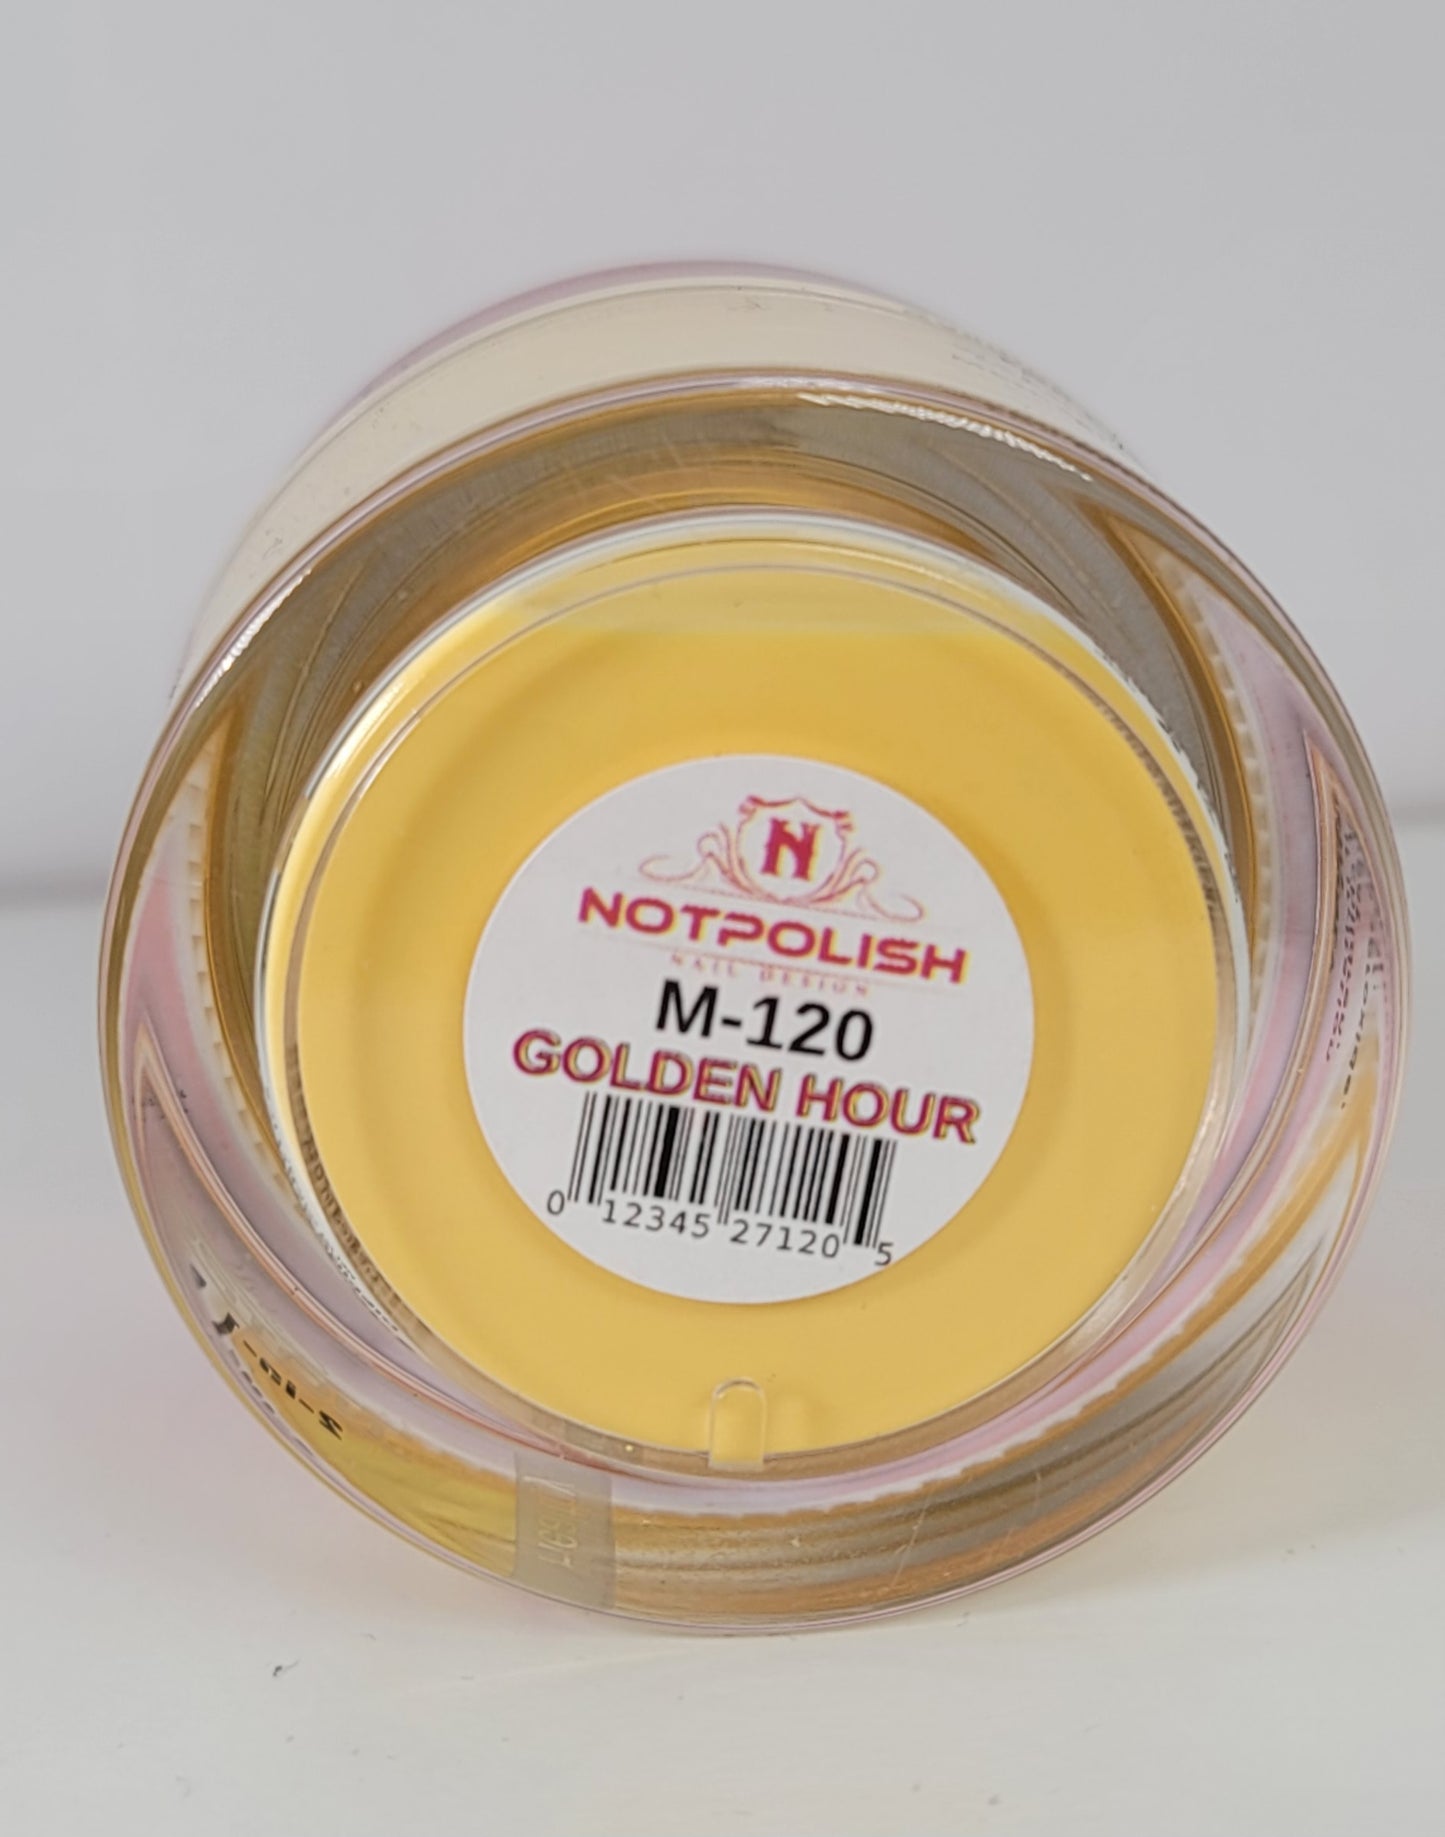 N
NOTPOLISH
NAIL DESIGN
M-120
GOLDEN HOUR
0 12345 27120 5